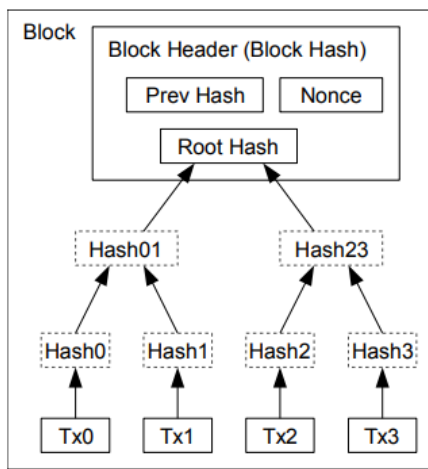 Block
Block Header (Block Hash)
Prev Hash Nonce
Root Hash
Hash01 Hash23
Hash0 Hash1 Hash2 Hash3
Tx0 Tx1 Tx2 Tx3